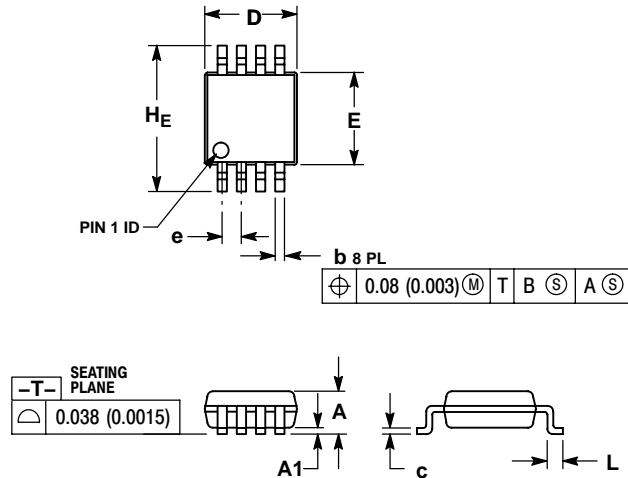 D
HE
E
PIN 1 ID
e
b 8 PL
⌖ 0.08 (0.003) Ⓜ T B Ⓢ A Ⓢ
–T– SEATING PLANE
⌓ 0.038 (0.0015)
A
A1
c
L